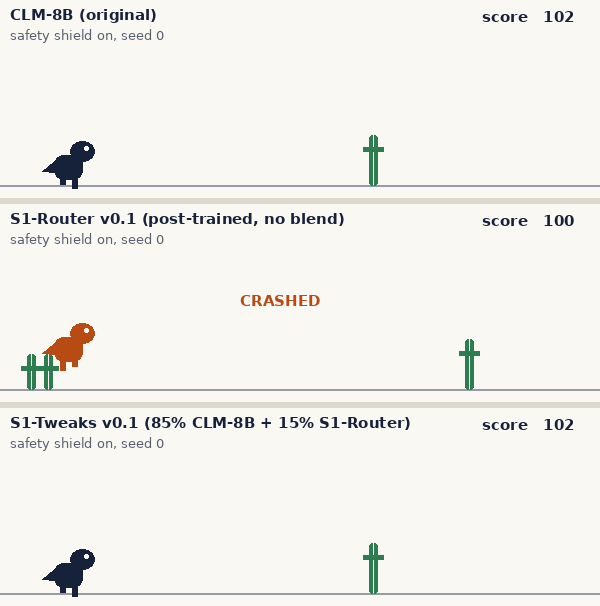 CLM-8B (original)
score 102
safety shield on, seed 0
S1-Router v0.1 (post-trained, no blend)
score 100
safety shield on, seed 0
CRASHED
S1-Tweaks v0.1 (85% CLM-8B + 15% S1-Router)
score 102
safety shield on, seed 0